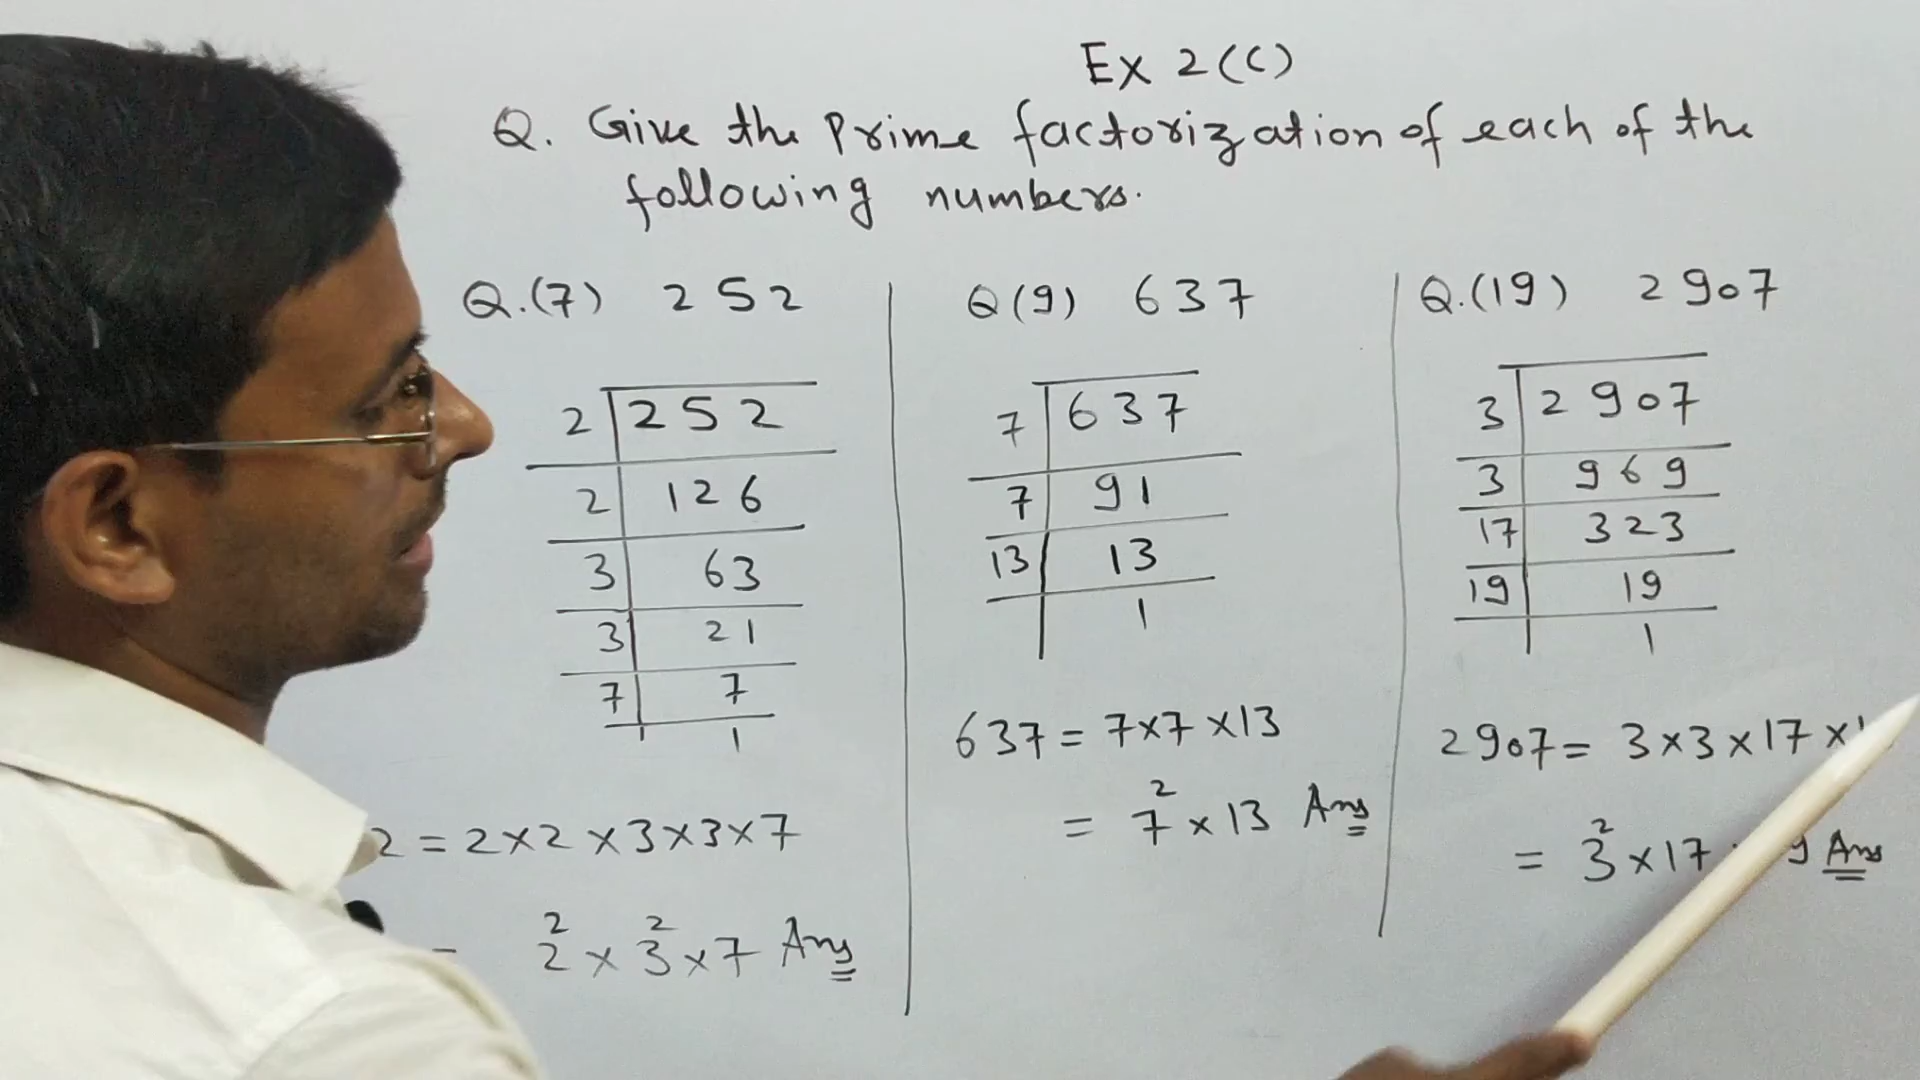 Ex 2(C)
Q. Give the prime factorization of each of the
following numbers.
Q.(7) 252
2 252
2 126
3 63
3 21
7 7
1
2 = 2×2×3×3×7
= 2² × 3² × 7 Ans
Q(9) 637
7 637
7 91
13 13
1
637 = 7×7×13
= 7² × 13 Ans
Q.(19) 2907
3 2907
3 969
17 323
19 19
1
2907 = 3×3×17×1
= 3² × 17 9 Ans